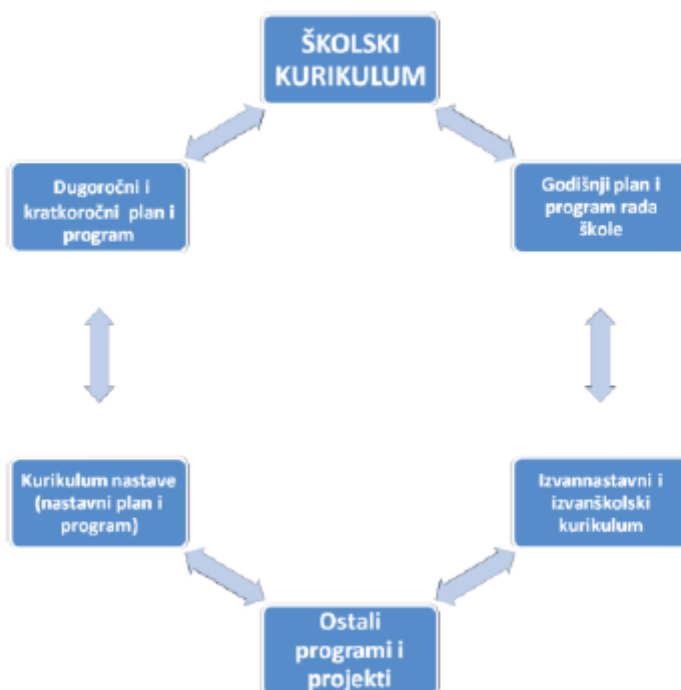 ŠKOLSKI
KURIKULUM
Dugoročni i
kratkoročni plan i
program
Godišnji plan i
program rada
škole
Kurikulum nastave
(nastavni plan i
program)
Izvannastavni i
izvanškolski
kurikulum
Ostali
programi i
projekti